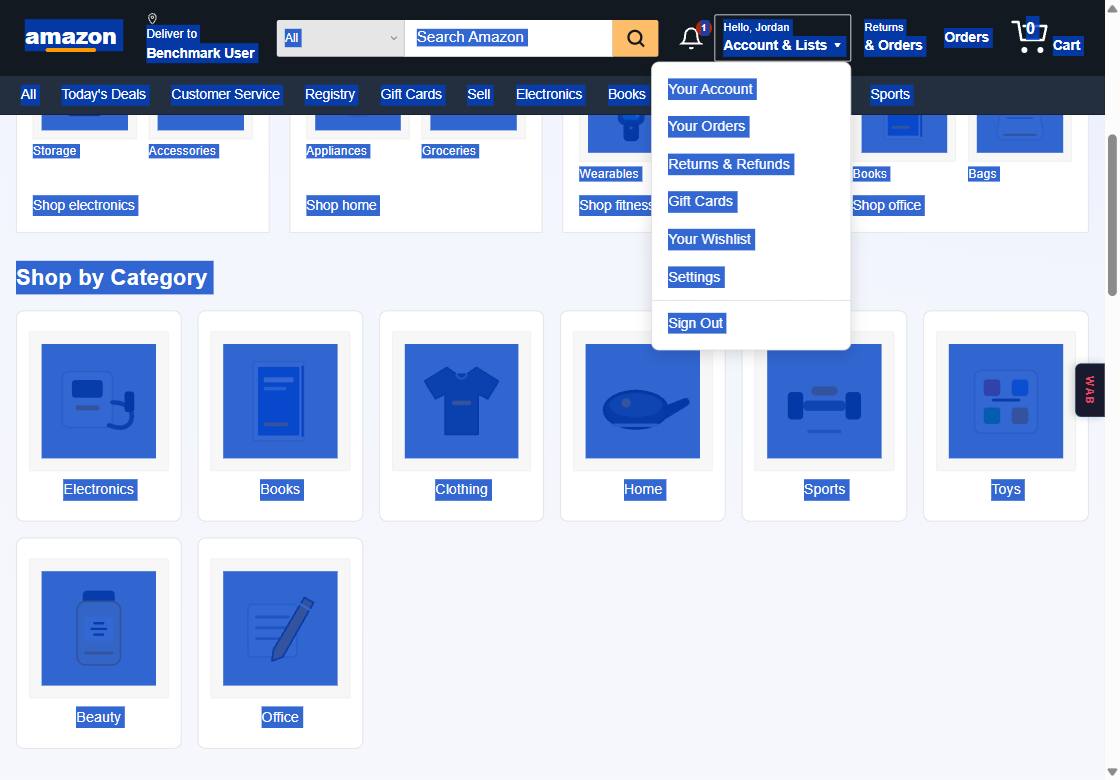 amazon
Deliver to
Benchmark User
All
Search Amazon
1
Hello, Jordan
Account & Lists
Returns
& Orders
Orders
0
Cart
All
Today's Deals
Customer Service
Registry
Gift Cards
Sell
Electronics
Books
Sports
Your Account
Your Orders
Returns & Refunds
Gift Cards
Your Wishlist
Settings
Sign Out
Storage
Accessories
Appliances
Groceries
Wearables
Books
Bags
Shop electronics
Shop home
Shop fitness
Shop office
Shop by Category
Electronics
Books
Clothing
Home
Sports
Toys
Beauty
Office
WAB